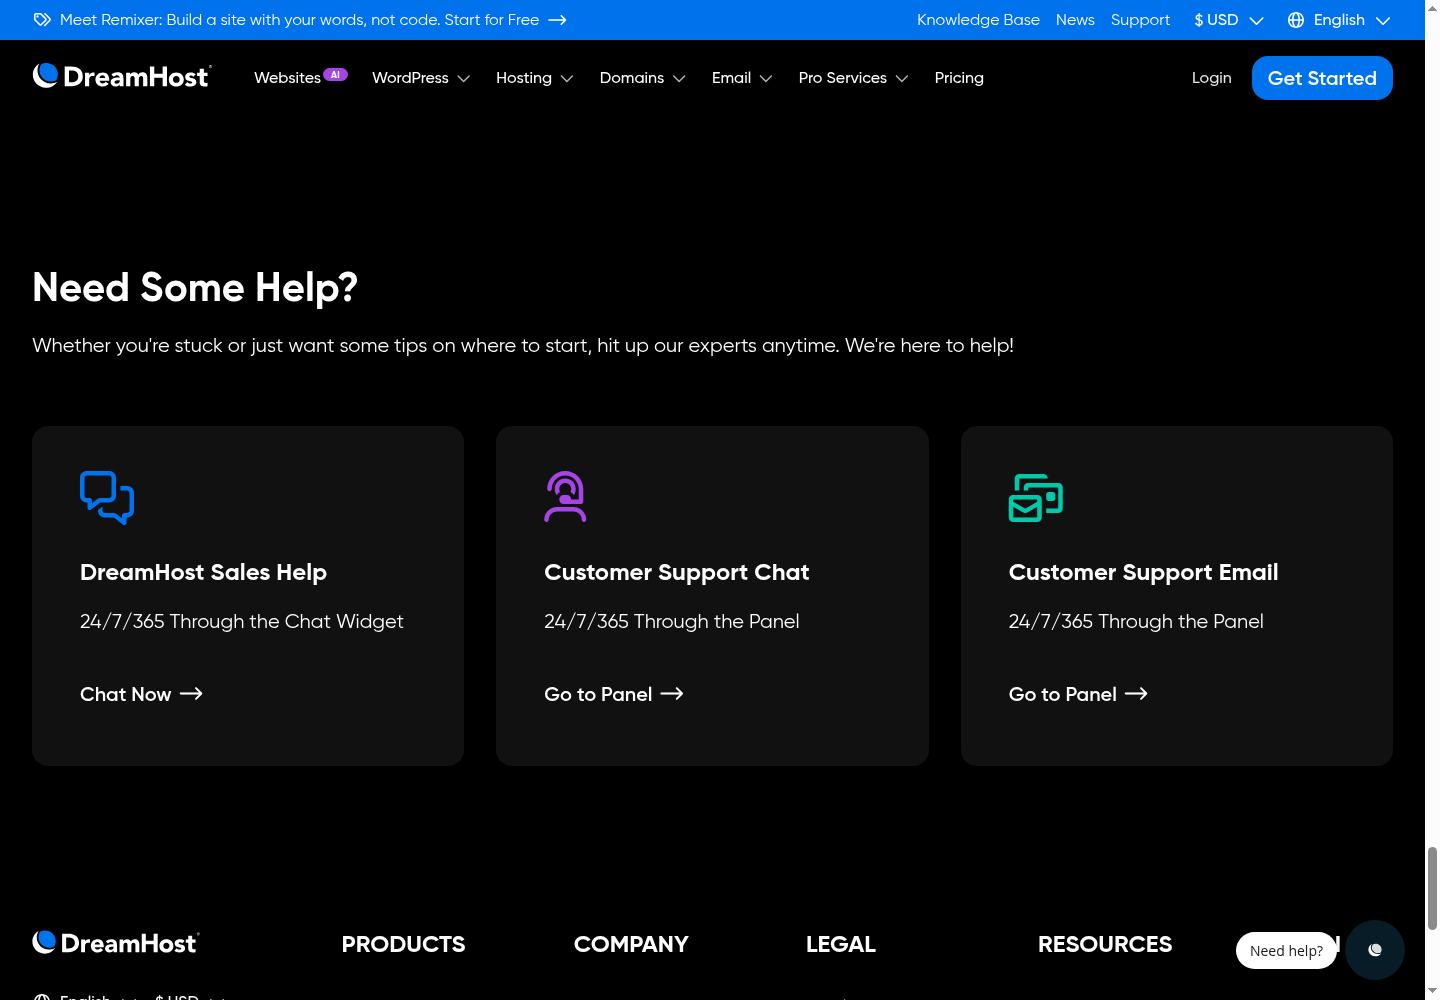 Meet Remixer: Build a site with your words, not code. Start for Free
Knowledge Base News Support $ USD English
DreamHost
Websites AI WordPress Hosting Domains Email Pro Services Pricing
Login Get Started
Need Some Help?
Whether you're stuck or just want some tips on where to start, hit up our experts anytime. We're here to help!
DreamHost Sales Help
24/7/365 Through the Chat Widget
Chat Now
Customer Support Chat
24/7/365 Through the Panel
Go to Panel
Customer Support Email
24/7/365 Through the Panel
Go to Panel
DreamHost
PRODUCTS COMPANY LEGAL RESOURCES
Need help?
English $ USD